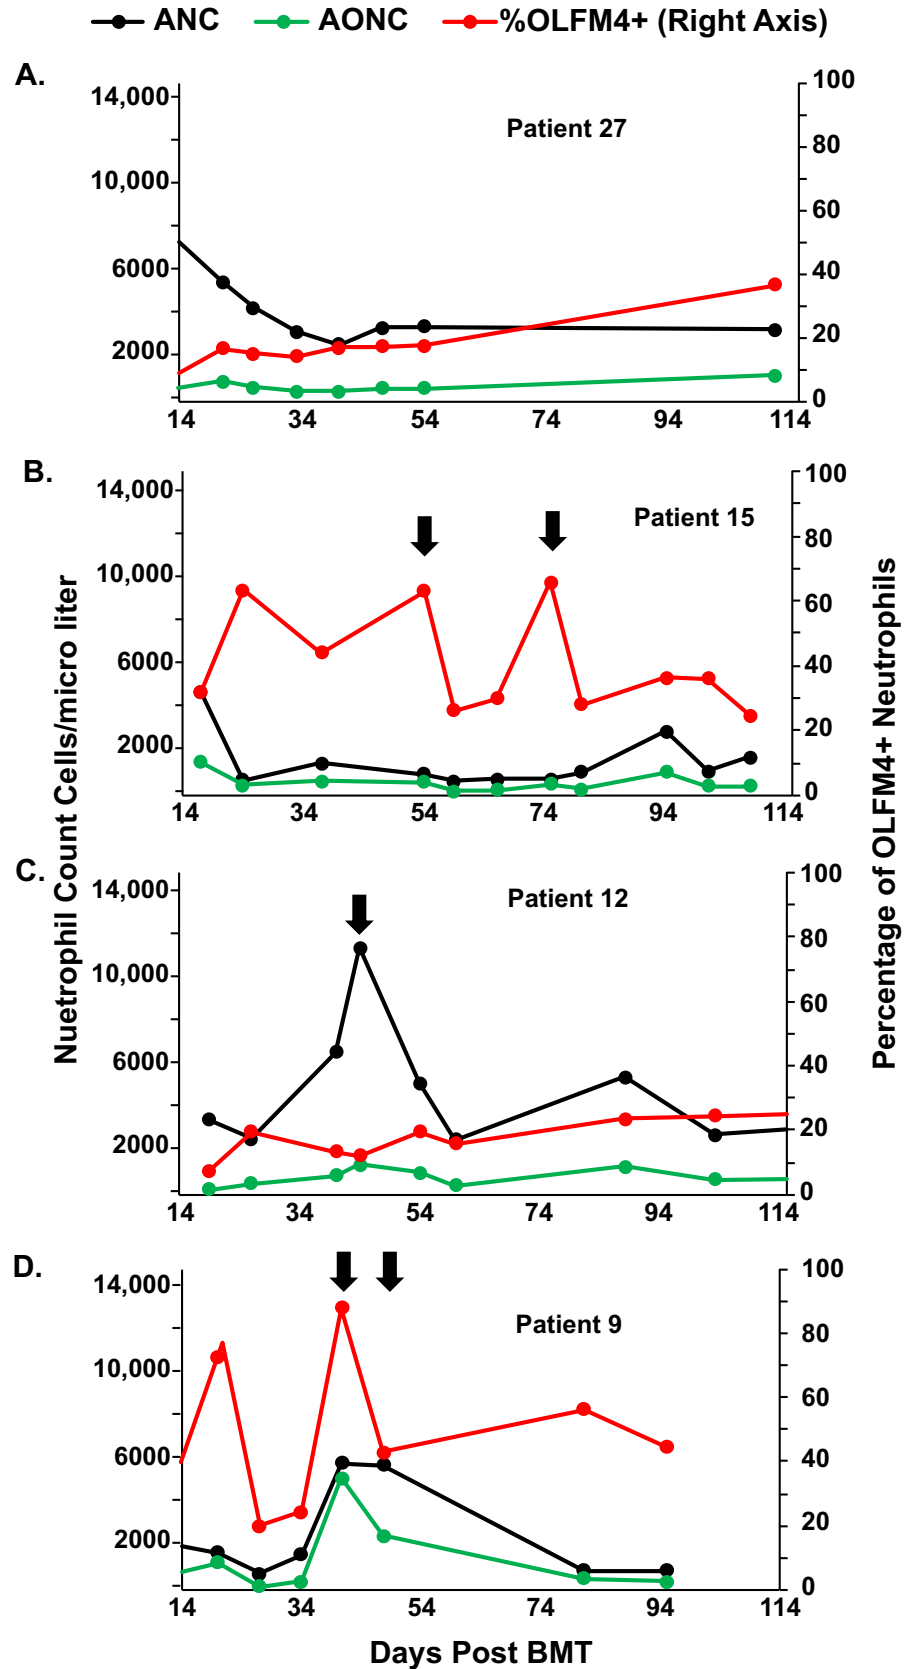 ANC AONC %OLFM4+ (Right Axis)
A.
Patient 27
14,000
10,000
6000
2000
100
80
60
40
20
0
14 34 54 74 94 114
B.
Patient 15
14,000
10,000
6000
2000
100
80
60
40
20
0
14 34 54 74 94 114
C.
Patient 12
14,000
10,000
6000
2000
100
80
60
40
20
0
14 34 54 74 94 114
D.
Patient 9
14,000
10,000
6000
2000
100
80
60
40
20
0
14 34 54 74 94 114
Nuetrophil Count Cells/micro liter
Percentage of OLFM4+ Neutrophils
Days Post BMT